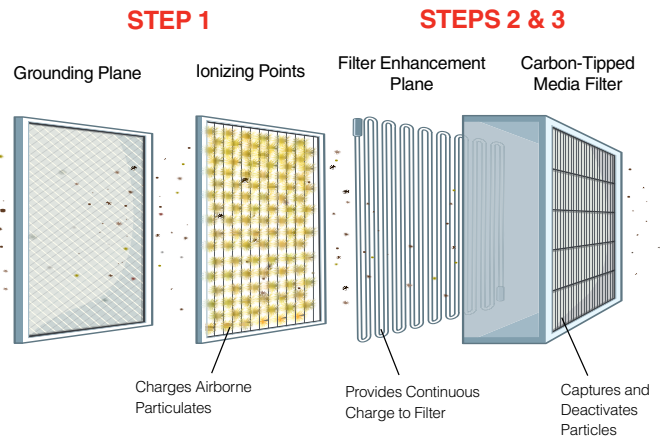 STEP 1
STEPS 2 & 3
Grounding Plane
Ionizing Points
Filter Enhancement
Plane
Carbon-Tipped
Media Filter
Charges Airborne
Particulates
Provides Continuous
Charge to Filter
Captures and
Deactivates
Particles